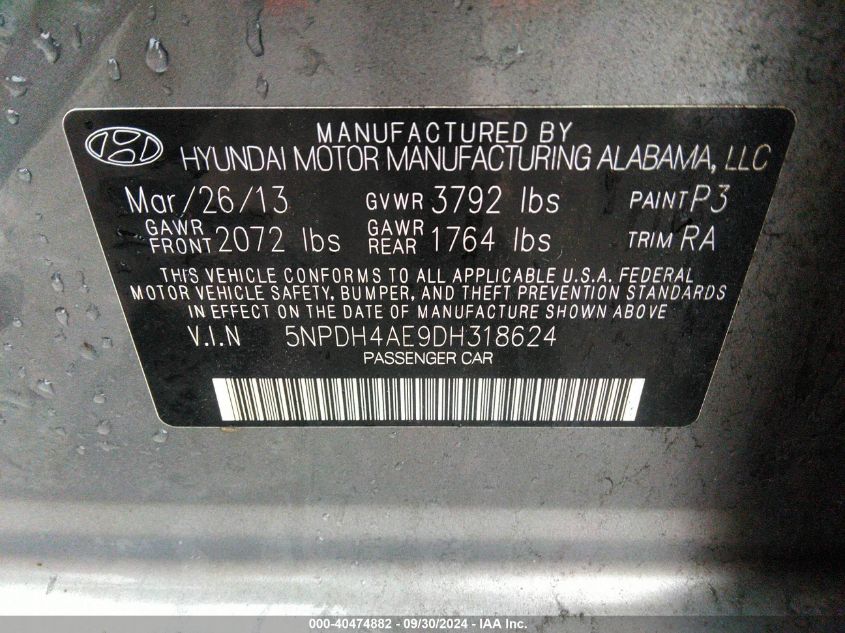 MANUFACTURED BY
HYUNDAI MOTOR MANUFACTURING ALABAMA, LLC
Mar/26/13 GVWR 3792 lbs PAINT P3
GAWR FRONT 2072 lbs GAWR REAR 1764 lbs TRIM RA
THIS VEHICLE CONFORMS TO ALL APPLICABLE U.S.A. FEDERAL
MOTOR VEHICLE SAFETY, BUMPER, AND THEFT PREVENTION STANDARDS
IN EFFECT ON THE DATE OF MANUFACTURE SHOWN ABOVE
V.I.N 5NPDH4AE9DH318624
PASSENGER CAR
000-40474882 - 09/30/2024 - IAA Inc.